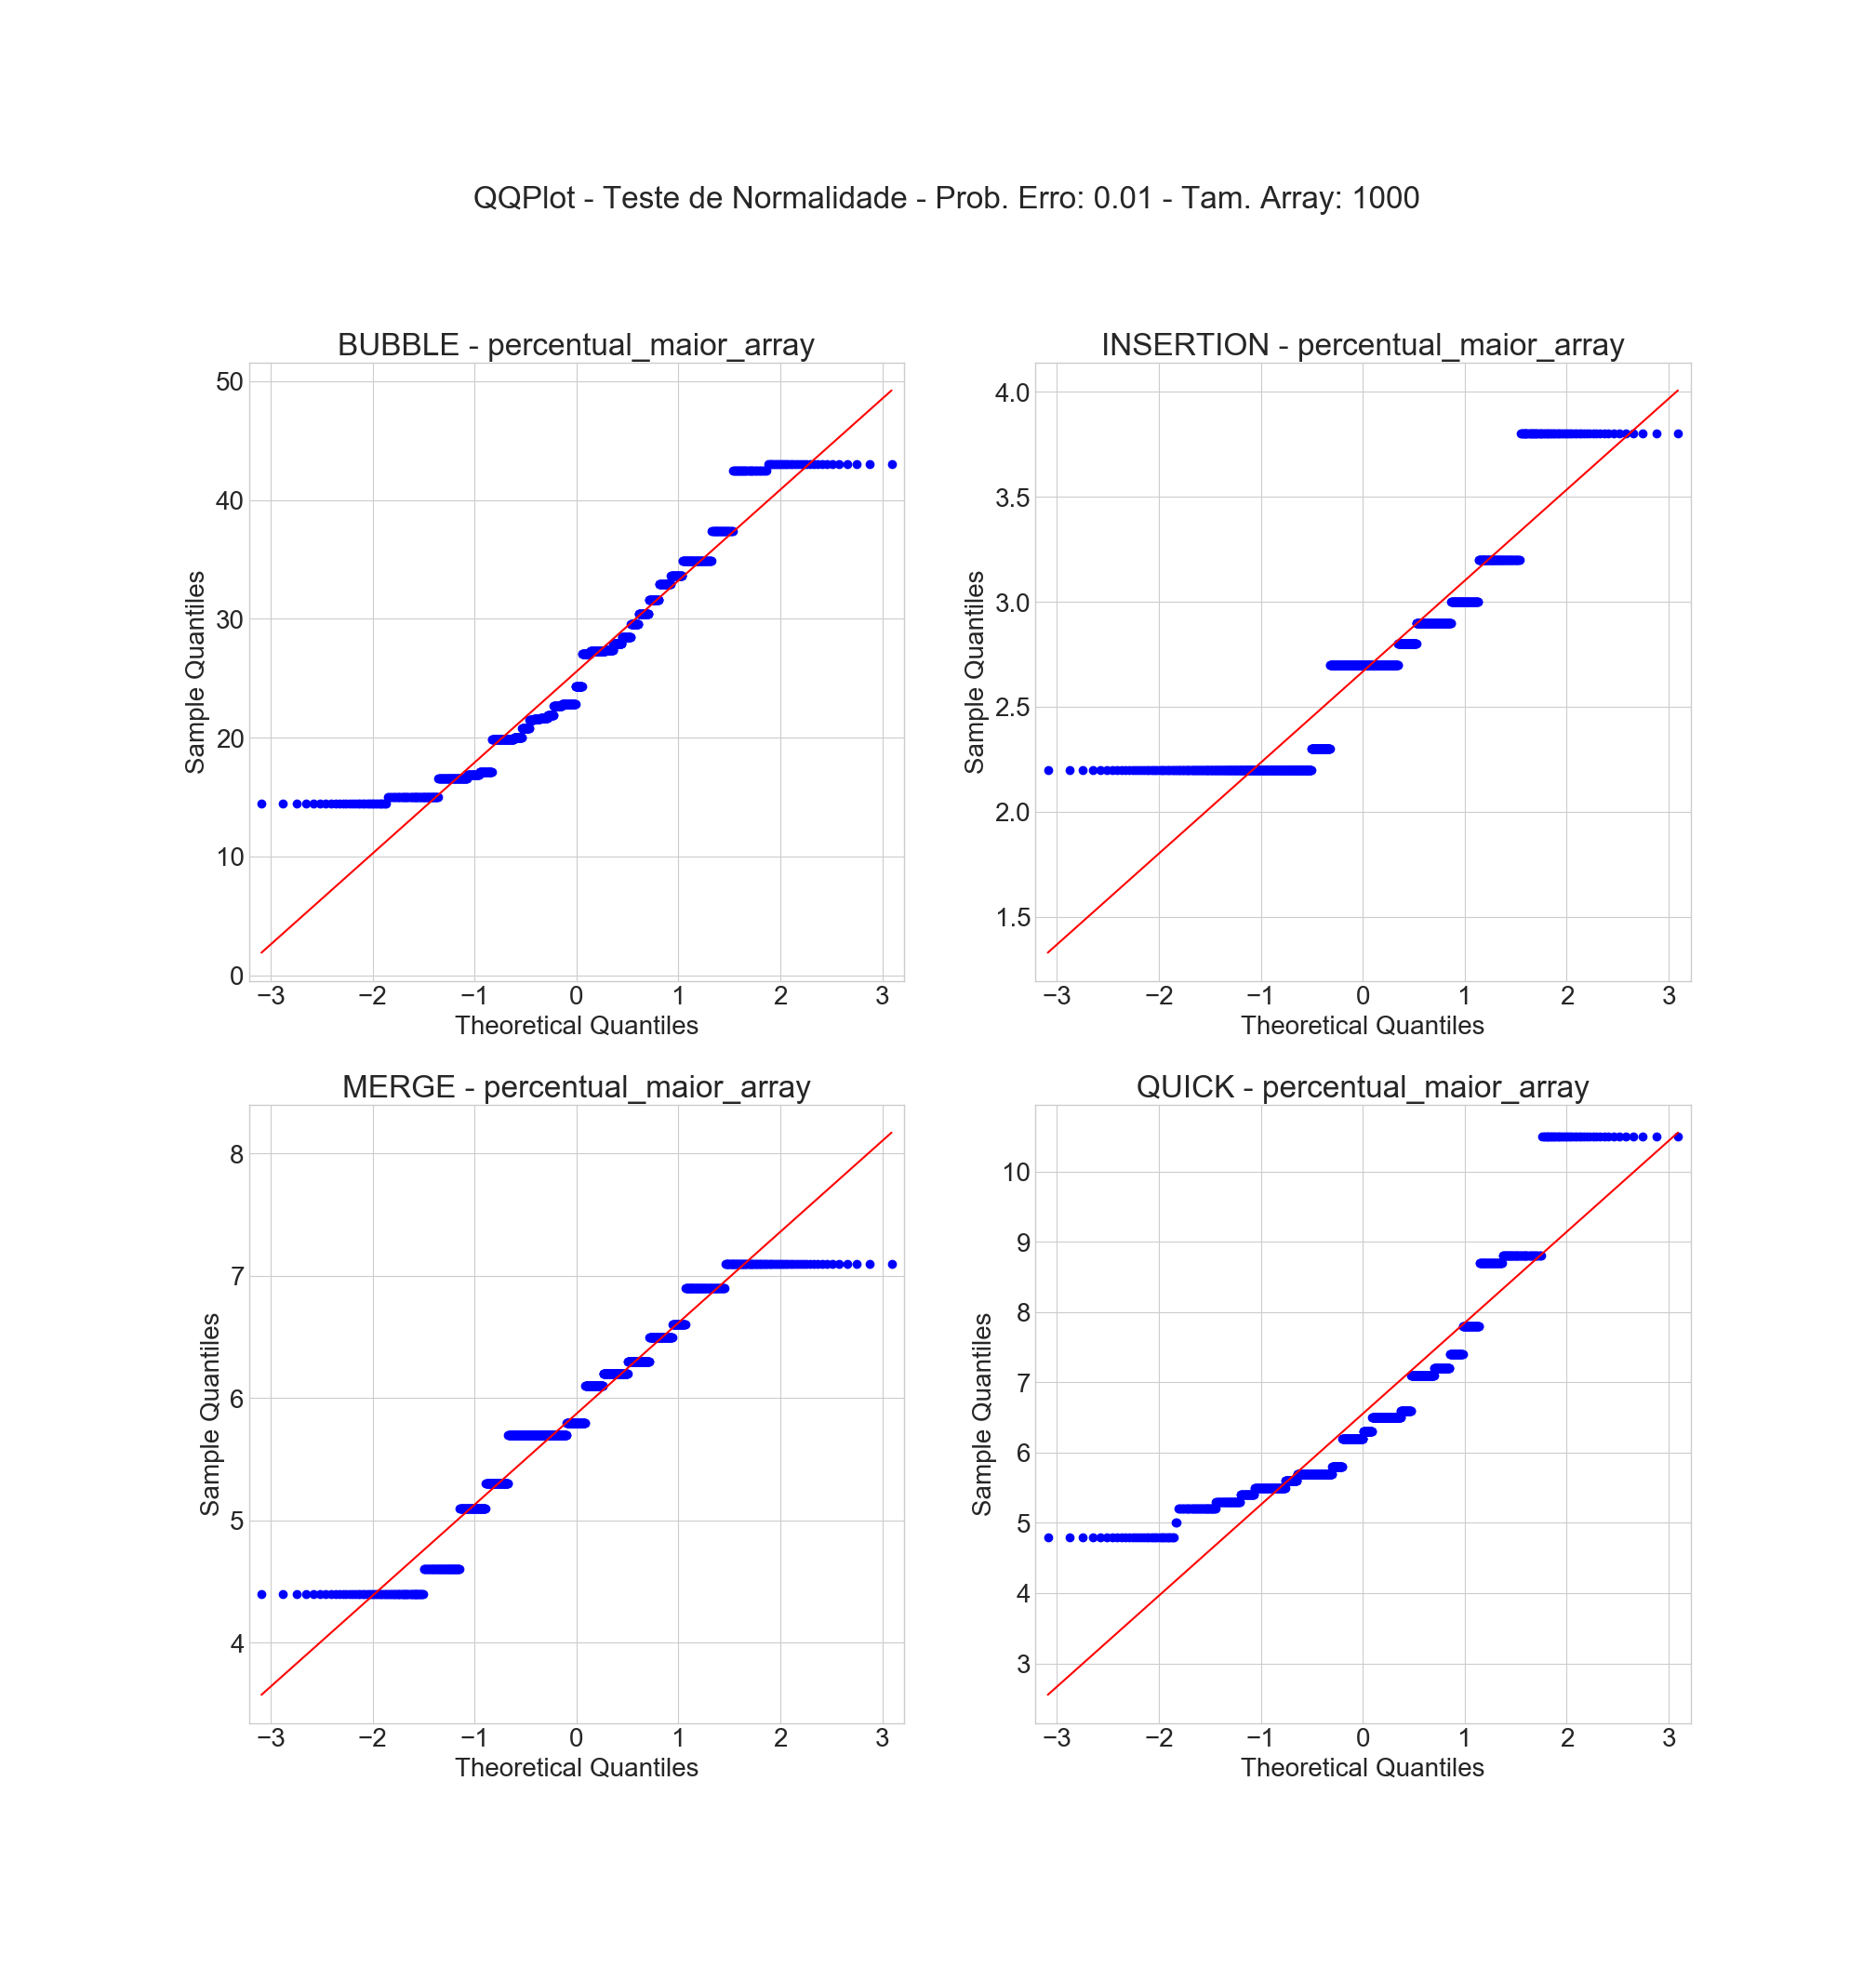 QQPlot - Teste de Normalidade - Prob. Erro: 0.01 - Tam. Array: 1000
BUBBLE - percentual_maior_array
50
40
30
20
10
0
Sample Quantiles
−3 −2 −1 0 1 2 3
Theoretical Quantiles
INSERTION - percentual_maior_array
4.0
3.5
3.0
2.5
2.0
1.5
Sample Quantiles
−3 −2 −1 0 1 2 3
Theoretical Quantiles
MERGE - percentual_maior_array
8
7
6
5
4
Sample Quantiles
−3 −2 −1 0 1 2 3
Theoretical Quantiles
QUICK - percentual_maior_array
10
9
8
7
6
5
4
3
Sample Quantiles
−3 −2 −1 0 1 2 3
Theoretical Quantiles